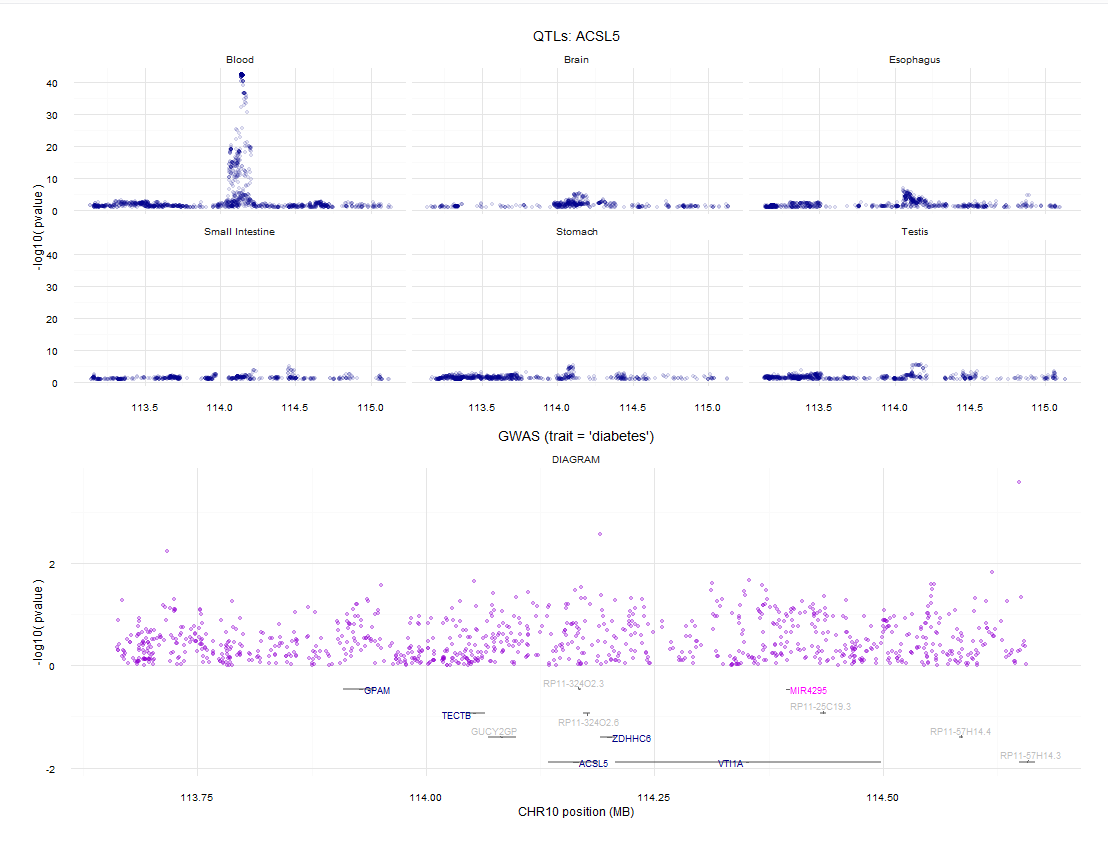 QTLs: ACSL5
Blood Brain Esophagus
40
30
20
10
0
Small Intestine Stomach Testis
40
30
20
10
0
-log10( pvalue )
113.5 114.0 114.5 115.0 113.5 114.0 114.5 115.0 113.5 114.0 114.5 115.0
GWAS (trait = 'diabetes')
DIAGRAM
2
0
-2
-log10( pvalue )
RP11-324O2.3
GPAM MIR4295
RP11-25C19.3
TECTB
RP11-324O2.6
GUCY2GP RP11-57H14.4
ZDHHC6
RP11-57H14.3
ACSL5 VTI1A
113.75 114.00 114.25 114.50
CHR10 position (MB)